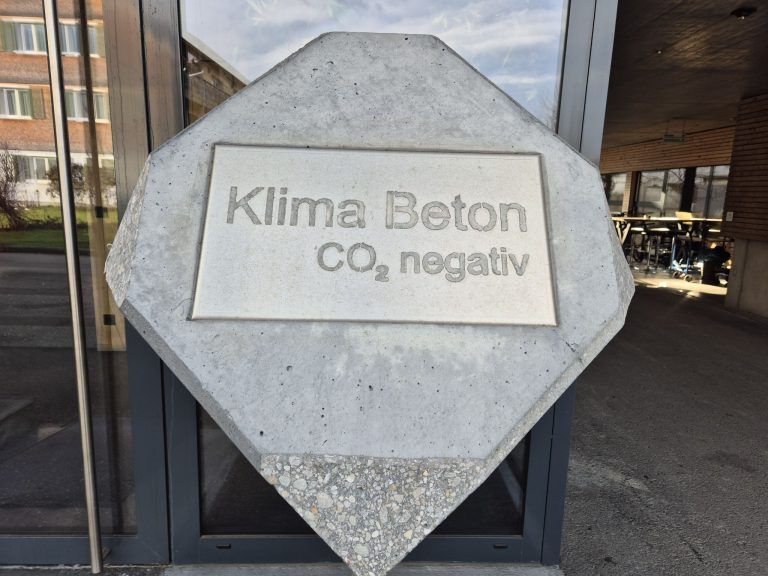 Klima Beton
CO₂ negativ